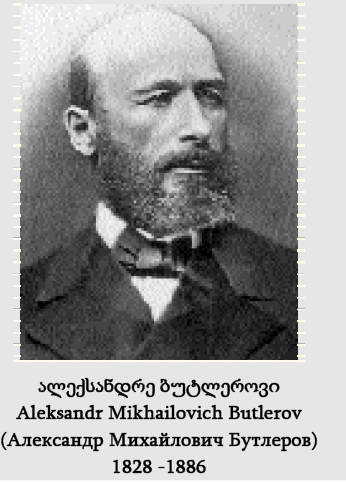 ალექსანდრე ბუტლეროვი
Aleksandr Mikhailovich Butlerov
(Александр Михайлович Бутлеров)
1828 -1886